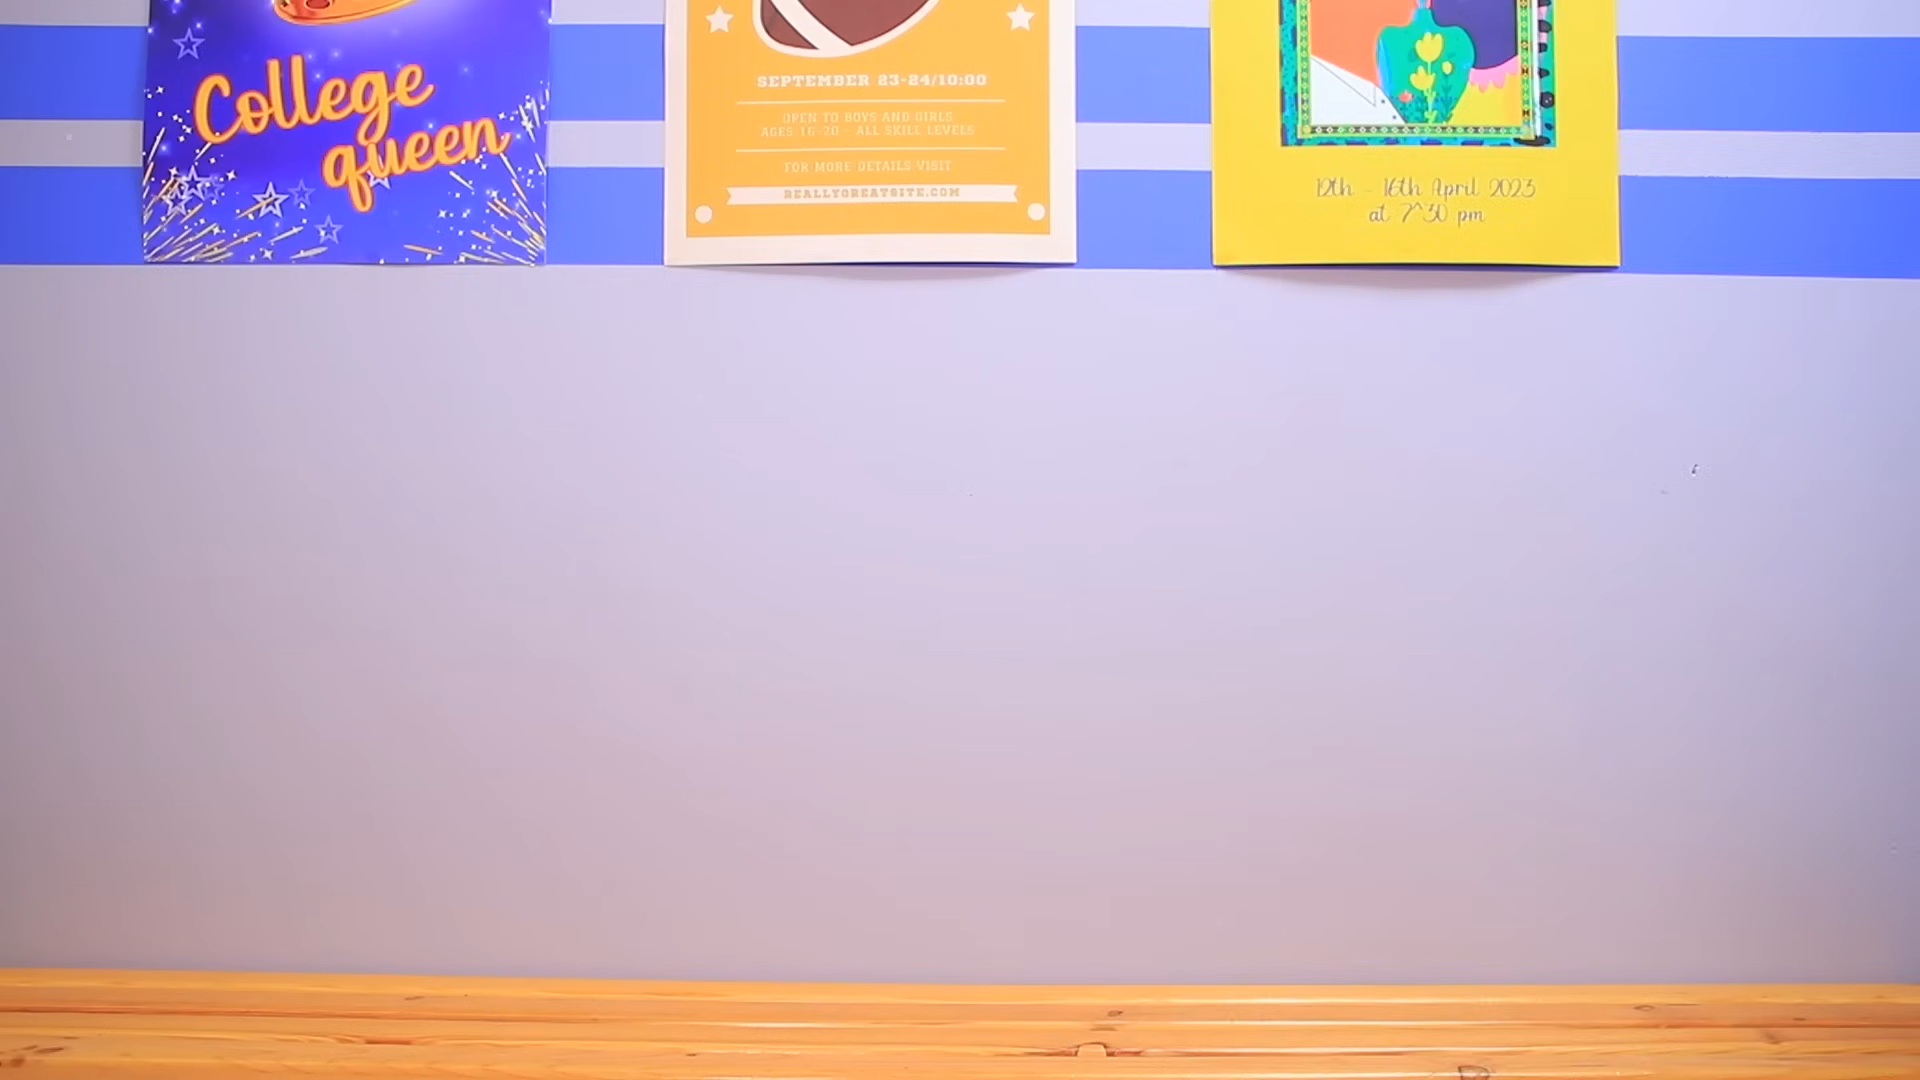 College
queen
SEPTEMBER 23-24/10:00
OPEN TO BOYS AND GIRLS
AGES 16-20 - ALL SKILL LEVELS
FOR MORE DETAILS VISIT
REALLYGREATSITE.COM
12th - 16th April 2023
at 7^30 pm